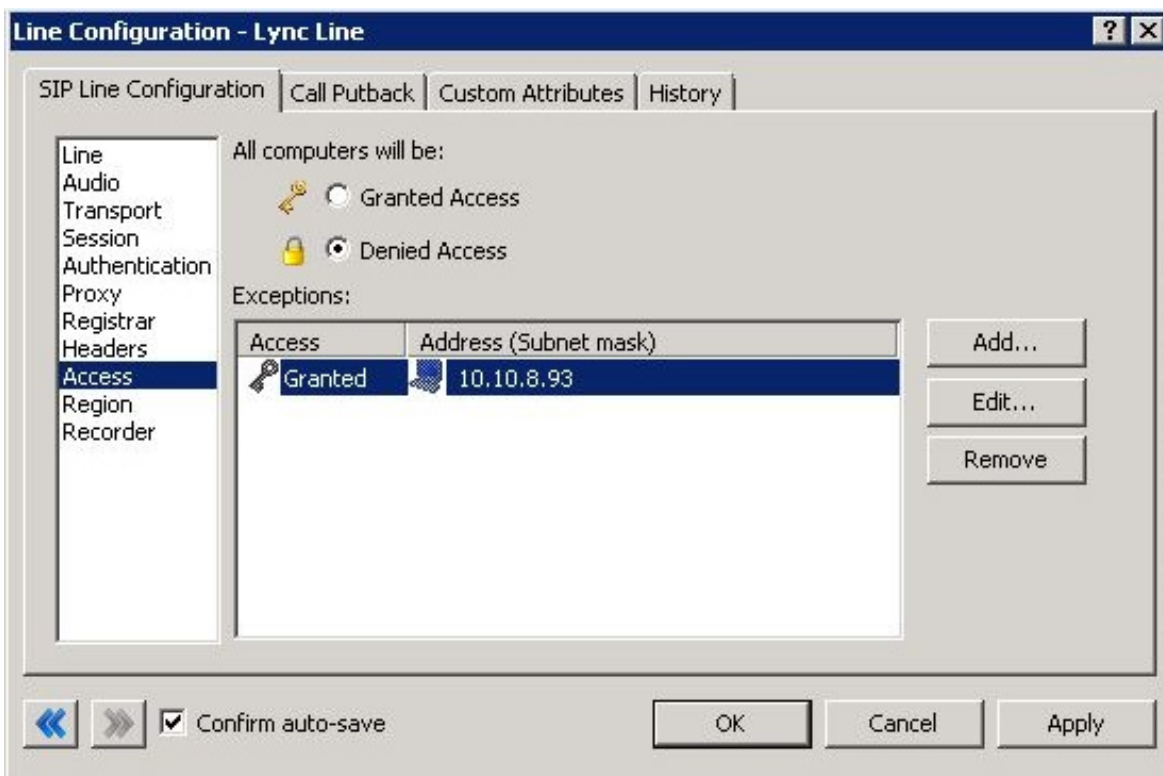 Line Configuration - Lync Line
SIP Line Configuration
Call Putback
Custom Attributes
History
Line
Audio
Transport
Session
Authentication
Proxy
Registrar
Headers
Access
Region
Recorder
All computers will be:
Granted Access
Denied Access
Exceptions:
Access Address (Subnet mask)
Granted 10.10.8.93
Add...
Edit...
Remove
Confirm auto-save
OK
Cancel
Apply